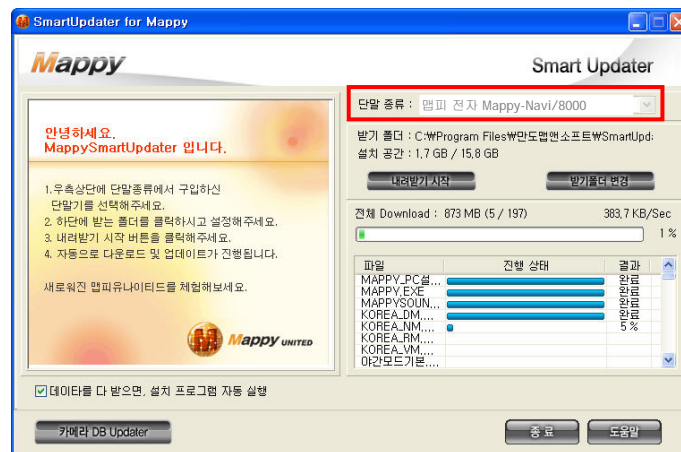 SmartUpdater for Mappy
Mappy
Smart Updater
안녕하세요.
MappySmartUpdater 입니다.
1.우측상단에 단말종류에서 구입하신
단말기를 선택해주세요.
2. 하단에 받는 폴더를 클릭하시고 설정해주세요.
3. 내려받기 시작 버튼을 클릭해주세요.
4. 자동으로 다운로드 및 업데이트가 진행됩니다.
새로워진 맵피유나이티드를 체험해보세요.
Mappy UNITED
단말 종류 : 맵피 전자 Mappy-Navi/8000
받기 폴더 : C:₩Program Files₩만도맵앤소프트₩SmartUpd:
설치 공간 : 1,7 GB / 15,8 GB
내려받기 시작
받기폴더 변경
전체 Download : 873 MB (5 / 197)
383,7 KB/Sec
1 %
파일 진행 상태 결과
MAPPY_PC설... 완료
MAPPY,EXE 완료
MAPPYSOUN... 완료
KOREA_DM,... 완료
KOREA_NM,... 5 %
KOREA_RM,...
KOREA_VM,...
야간모드기본,...
데이타를 다 받으면, 설치 프로그램 자동 실행
카메라 DB Updater
종 료
도움말